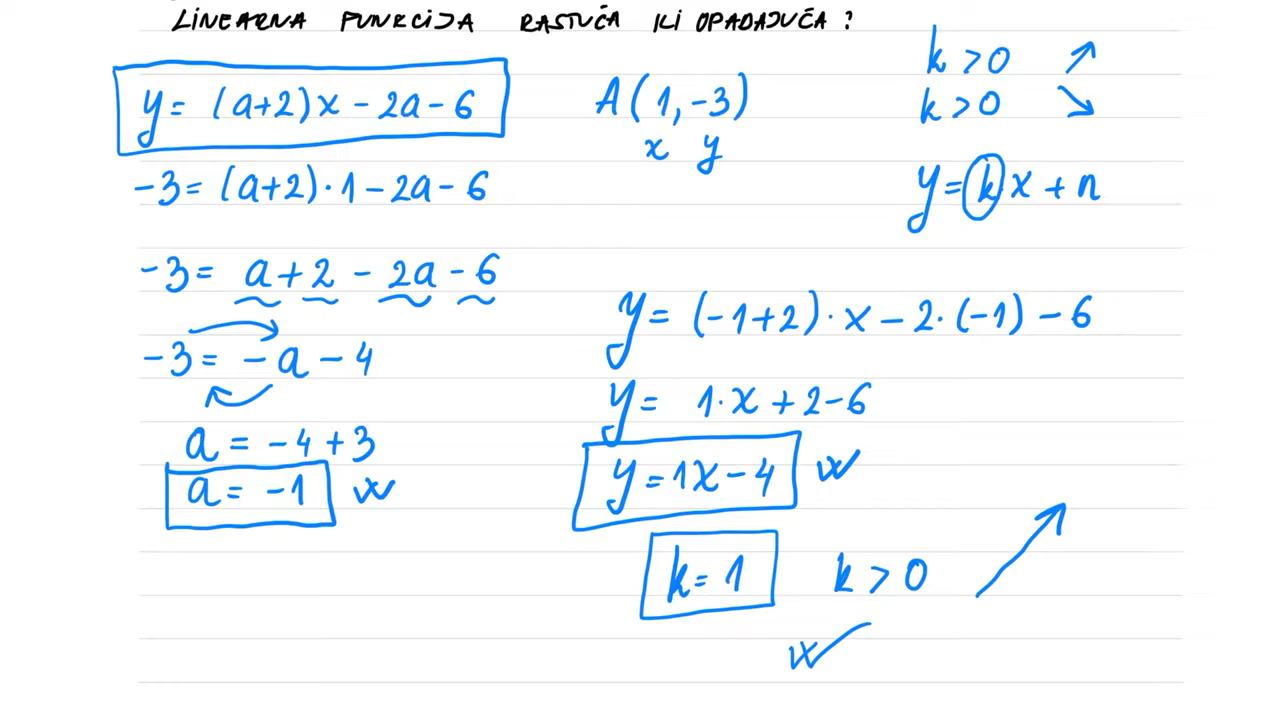 LINEARNA FUNKCIJA RASTUĆA ILI OPADAJUĆA?
y = (a+2)x - 2a - 6
A(1, -3)
x y
k > 0 ↗
k > 0 ↘
y = kx + n
-3 = (a+2)·1 - 2a - 6
-3 = a + 2 - 2a - 6
-3 = -a - 4
a = -4 + 3
a = -1
y = (-1+2)·x - 2·(-1) - 6
y = 1·x + 2 - 6
y = 1x - 4
k = 1
k > 0 ↗